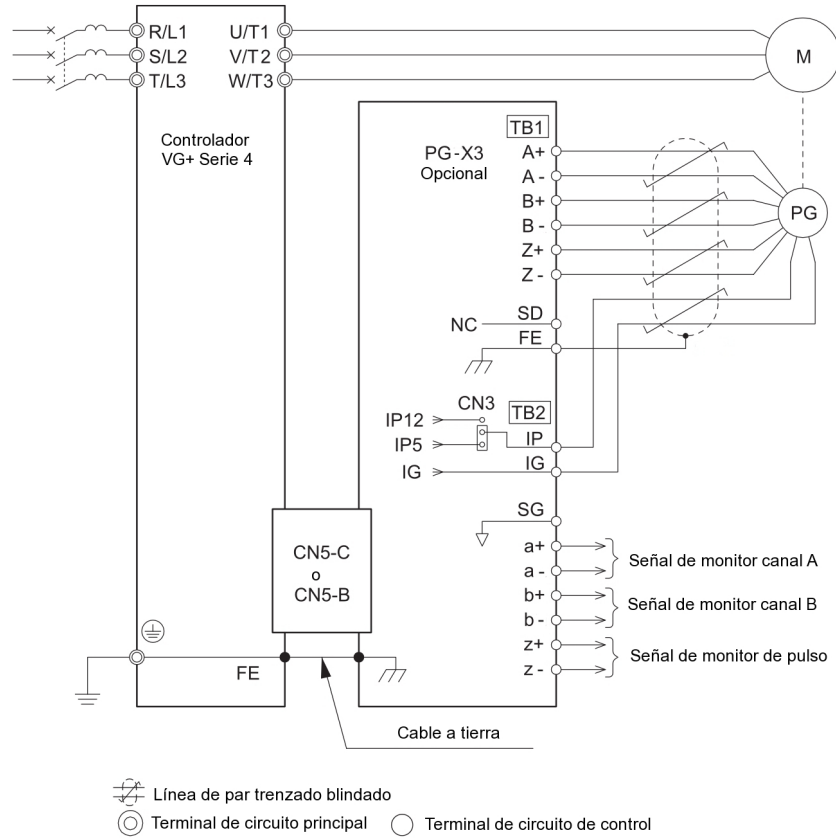 R/L1 U/T1
S/L2 V/T2
T/L3 W/T3
M
Controlador
VG+ Serie 4
PG-X3
Opcional
TB1
A+
A -
B+
B -
Z+
Z -
PG
NC SD
FE
CN3 TB2
IP12
IP5 IP
IG IG
SG
CN5-C
o
CN5-B
a+
a - Señal de monitor canal A
b+
b - Señal de monitor canal B
z+
z - Señal de monitor de pulso
FE
Cable a tierra
Línea de par trenzado blindado
Terminal de circuito principal Terminal de circuito de control